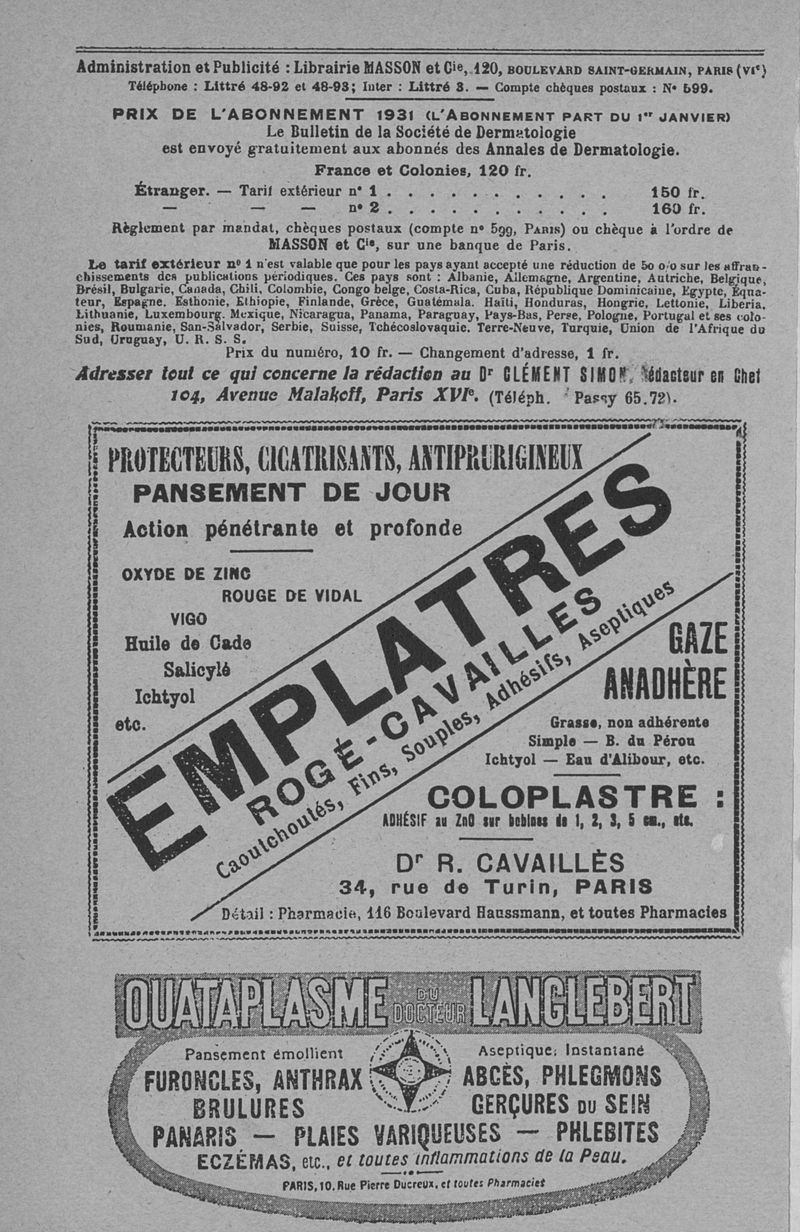 Administration et Publicité : Librairie MASSON et Cie, 120, BOULEVARD SAINT-GERMAIN, PARIS (VIe)
Téléphone : Littré 48-92 et 48-93; Inter : Littré 3. — Compte chèques postaux : No 599.
PRIX DE L'ABONNEMENT 1931 (L'ABONNEMENT PART DU 1er JANVIER)
Le Bulletin de la Société de Dermatologie
est envoyé gratuitement aux abonnés des Annales de Dermatologie.
France et Colonies, 120 fr.
Étranger. — Tarif extérieur no 1 . . . . . . . . . . . 150 fr.
— — — no 2 . . . . . . . . . . . 160 fr.
Règlement par mandat, chèques postaux (compte no 599, PARIS) ou chèque à l'ordre de
MASSON et Cie, sur une banque de Paris.
Le tarif extérieur no 1 n'est valable que pour les pays ayant accepté une réduction de 50 o/o sur les affran-
chissements des publications périodiques. Ces pays sont : Albanie, Allemagne, Argentine, Autriche, Belgique,
Brésil, Bulgarie, Canada, Chili, Colombie, Congo belge, Costa-Rica, Cuba, République Dominicaine, Egypte, Equa-
teur, Espagne. Esthonie, Ethiopie, Finlande, Grèce, Guatémala. Haïti, Honduras, Hongrie, Lettonie, Liberia,
Lithuanie, Luxembourg. Mexique, Nicaragua, Panama, Paraguay, Pays-Bas, Perse, Pologne, Portugal et ses colo-
nies, Roumanie, San-Salvador, Serbie, Suisse, Tchécoslovaquie. Terre-Neuve, Turquie, Union de l'Afrique du
Sud, Uruguay, U. R. S. S.
Prix du numéro, 10 fr. — Changement d'adresse, 1 fr.
Adresser tout ce qui concerne la rédaction au Dr CLÉMENT SIMON, Rédacteur en Chef
104, Avenue Malakoff, Paris XVIe. (Téléph. : Passy 65.72).
PROTECTEURS, CICATRISANTS, ANTIPRURIGINEUX
PANSEMENT DE JOUR
Action pénétrante et profonde
OXYDE DE ZINC
ROUGE DE VIDAL
VIGO
Huile de Cade
Salicylé
Ichtyol
etc.
EMPLATRES
ROGÉ-CAVAILLES
Caoutchoutés, Fins, Souples, Adhésifs, Aseptiques
GAZE
ANADHÈRE
Grasse, non adhérente
Simple — B. du Pérou
Ichtyol — Eau d'Alibour, etc.
COLOPLASTRE :
ADHÉSIF au ZnO sur bobines de 1, 2, 3, 5 cm., etc.
Dr R. CAVAILLÈS
34, rue de Turin, PARIS
Détail : Pharmacie, 116 Boulevard Haussmann, et toutes Pharmacies
OUATAPLASME DU DOCTEUR LANGLEBERT
Pansement émollient Aseptique, Instantané
FURONCLES, ANTHRAX ABCÈS, PHLEGMONS
BRULURES GERÇURES DU SEIN
PANARIS — PLAIES VARIQUEUSES — PHLEBITES
ECZÉMAS, etc., et toutes inflammations de la Peau.
PARIS, 10, Rue Pierre Ducreux, et toutes Pharmacies